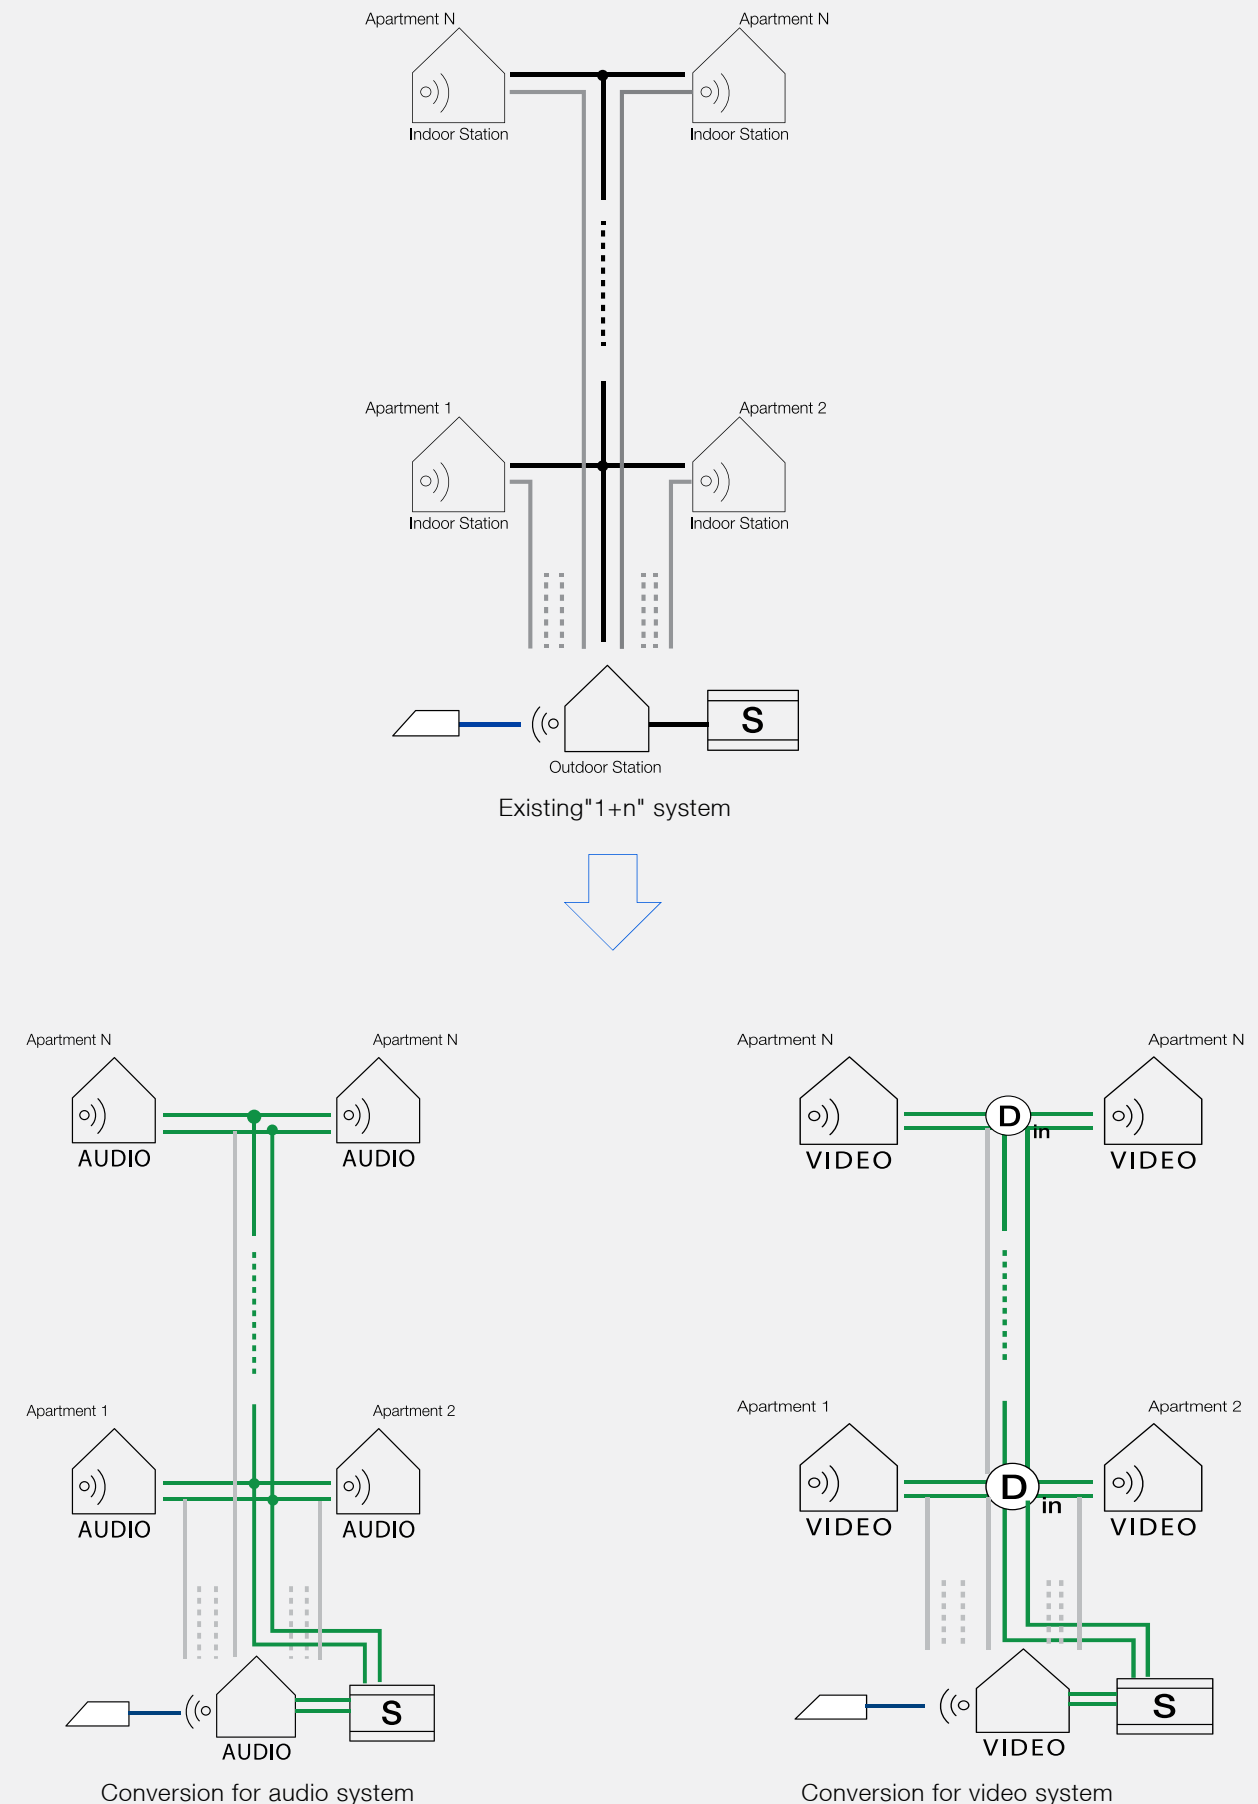 Apartment N
Apartment N
Indoor Station
Indoor Station
Apartment 1
Apartment 2
Indoor Station
Indoor Station
S
Outdoor Station
Existing"1+n" system
Apartment N
Apartment N
AUDIO
AUDIO
Apartment 1
Apartment 2
AUDIO
AUDIO
S
AUDIO
Conversion for audio system
Apartment N
Apartment N
D
in
VIDEO
VIDEO
Apartment 1
Apartment 2
D
in
VIDEO
VIDEO
S
VIDEO
Conversion for video system